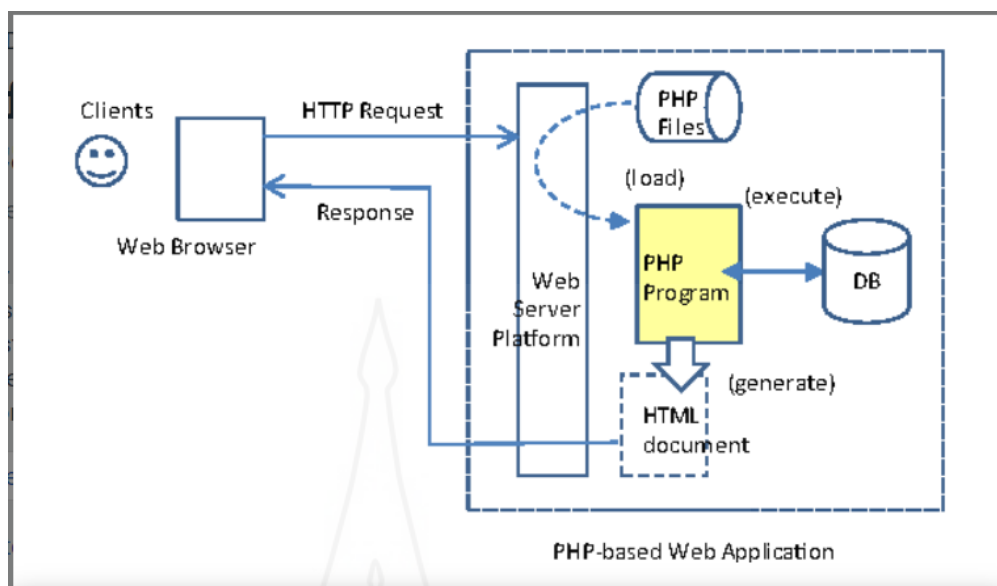 Clients
HTTP Request
PHP
Files
(load)
(execute)
Response
Web Browser
PHP
Program
DB
Web
Server
Platform
(generate)
HTML
document
PHP-based Web Application